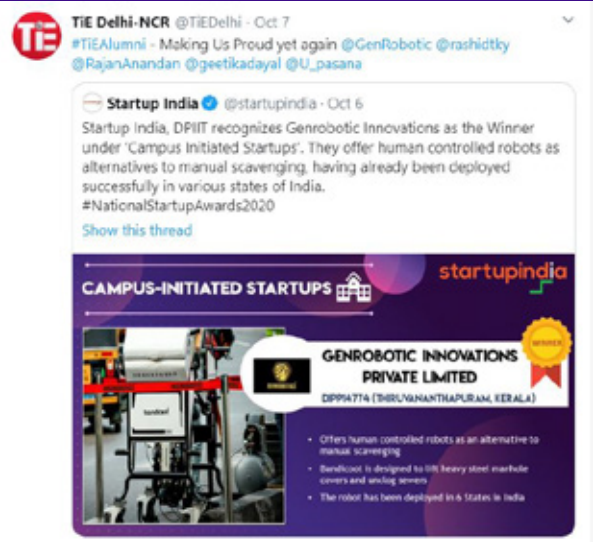 TiE
TiE Delhi-NCR @TiEDelhi · Oct 7
#TiEAlumni - Making Us Proud yet again @GenRobotic @rashidtky
@RajanAnandan @geetikadayal @U_pasana
Startup India @startupindia · Oct 6
Startup India, DPIIT recognizes Genrobotic Innovations as the Winner
under 'Campus Initiated Startups'. They offer human controlled robots as
alternatives to manual scavenging, having already been deployed
successfully in various states of India.
#NationalStartupAwards2020
Show this thread
startupindia
CAMPUS-INITIATED STARTUPS
WINNER
GENROBOTIC INNOVATIONS
PRIVATE LIMITED
DIPP14774 (THIRUVANANTHAPURAM, KERALA)
bandicoot
• Offers human controlled robots as an alternative to
manual scavenging
• Bandicoot is designed to lift heavy steel manhole
covers and unclog sewers
• The robot has been deployed in 6 States in India